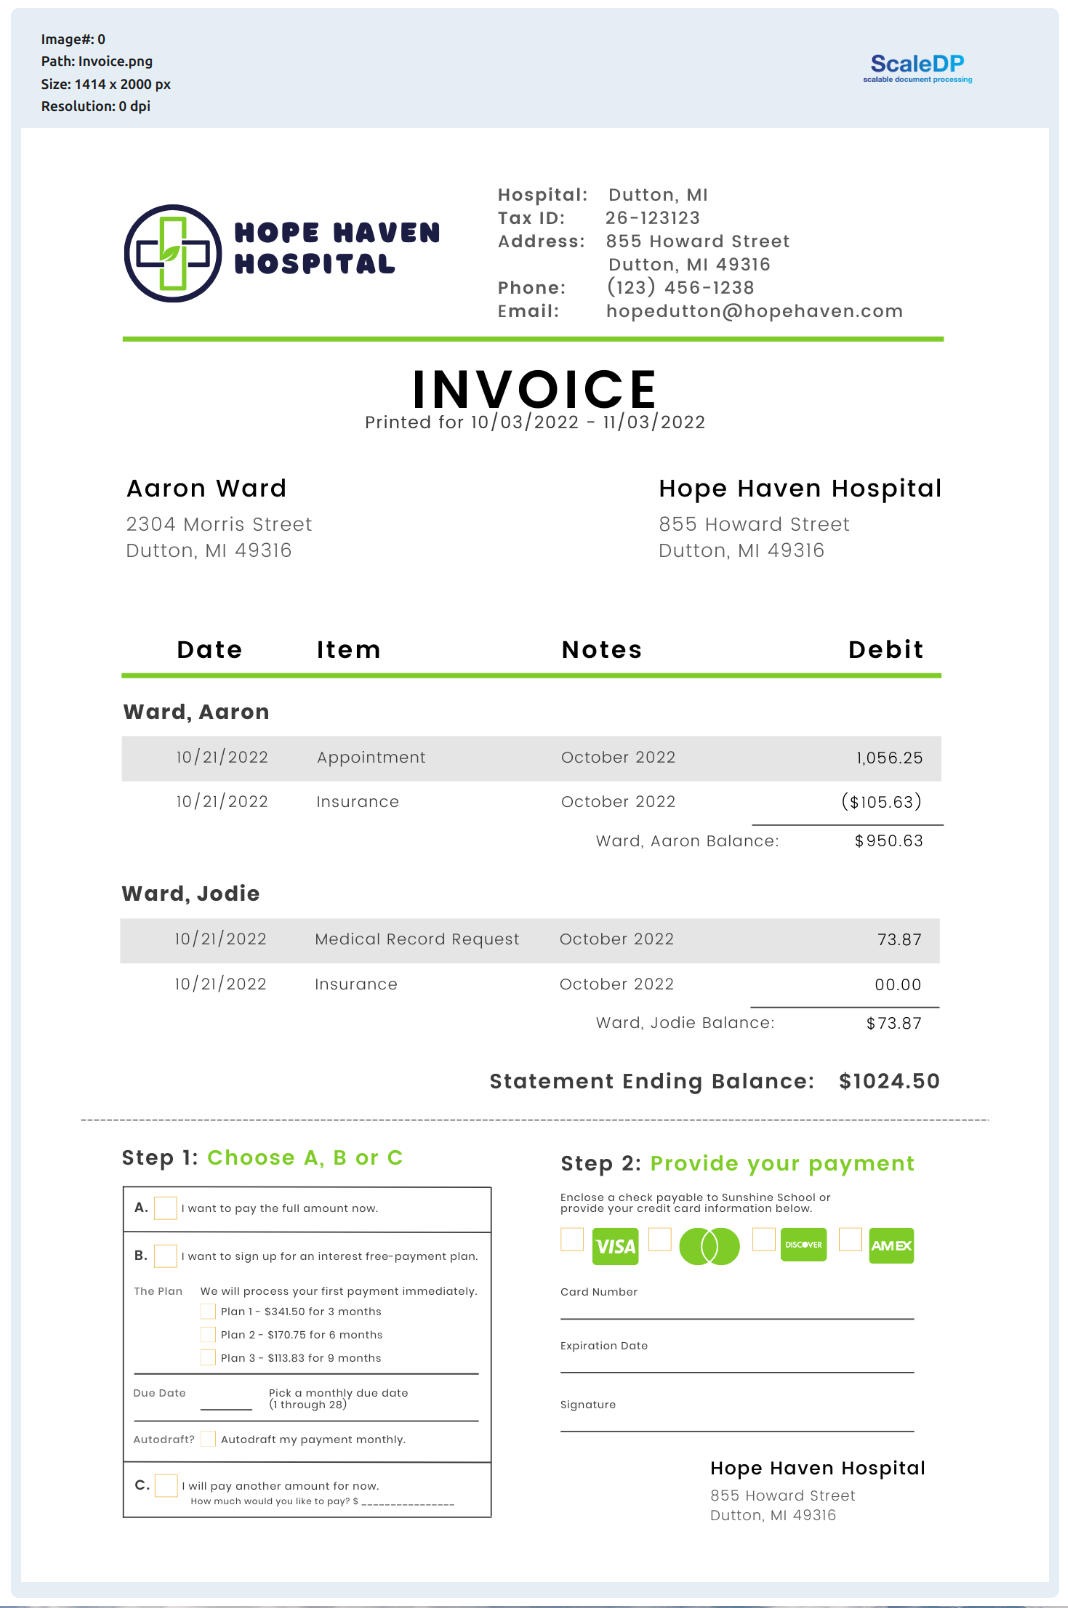 Image#: 0
Path: Invoice.png
Size: 1414 x 2000 px
Resolution: 0 dpi
ScaleDP
scalable document processing
HOPE HAVEN
HOSPITAL
Hospital: Dutton, MI
Tax ID: 26-123123
Address: 855 Howard Street
Dutton, MI 49316
Phone: (123) 456-1238
Email: hopedutton@hopehaven.com
INVOICE
Printed for 10/03/2022 - 11/03/2022
Aaron Ward
2304 Morris Street
Dutton, MI 49316
Hope Haven Hospital
855 Howard Street
Dutton, MI 49316
Date Item Notes Debit
Ward, Aaron
10/21/2022 Appointment October 2022 1,056.25
10/21/2022 Insurance October 2022 ($105.63)
Ward, Aaron Balance: $950.63
Ward, Jodie
10/21/2022 Medical Record Request October 2022 73.87
10/21/2022 Insurance October 2022 00.00
Ward, Jodie Balance: $73.87
Statement Ending Balance: $1024.50
Step 1: Choose A, B or C
A. I want to pay the full amount now.
B. I want to sign up for an interest free-payment plan.
The Plan We will process your first payment immediately.
Plan 1 - $341.50 for 3 months
Plan 2 - $170.75 for 6 months
Plan 3 - $113.83 for 9 months
Due Date ________ Pick a monthly due date
(1 through 28)
Autodraft? Autodraft my payment monthly.
C. I will pay another amount for now.
How much would you like to pay? $ ________________
Step 2: Provide your payment
Enclose a check payable to Sunshine School or
provide your credit card information below.
VISA DISCOVER AMEX
Card Number
Expiration Date
Signature
Hope Haven Hospital
855 Howard Street
Dutton, MI 49316